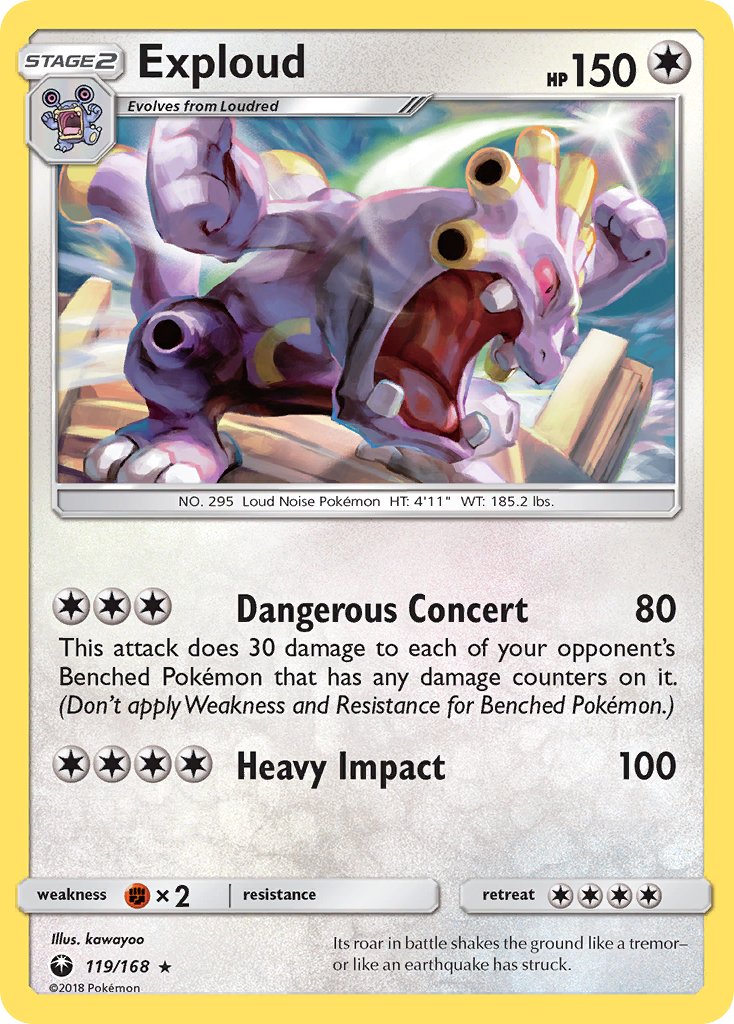 STAGE2
Exploud
HP 150
Evolves from Loudred
NO. 295 Loud Noise Pokémon HT: 4'11" WT: 185.2 lbs.
Dangerous Concert 80
This attack does 30 damage to each of your opponent's
Benched Pokémon that has any damage counters on it.
(Don't apply Weakness and Resistance for Benched Pokémon.)
Heavy Impact 100
weakness × 2 resistance retreat
Illus. kawayoo
119/168 ★
©2018 Pokémon
Its roar in battle shakes the ground like a tremor–
or like an earthquake has struck.